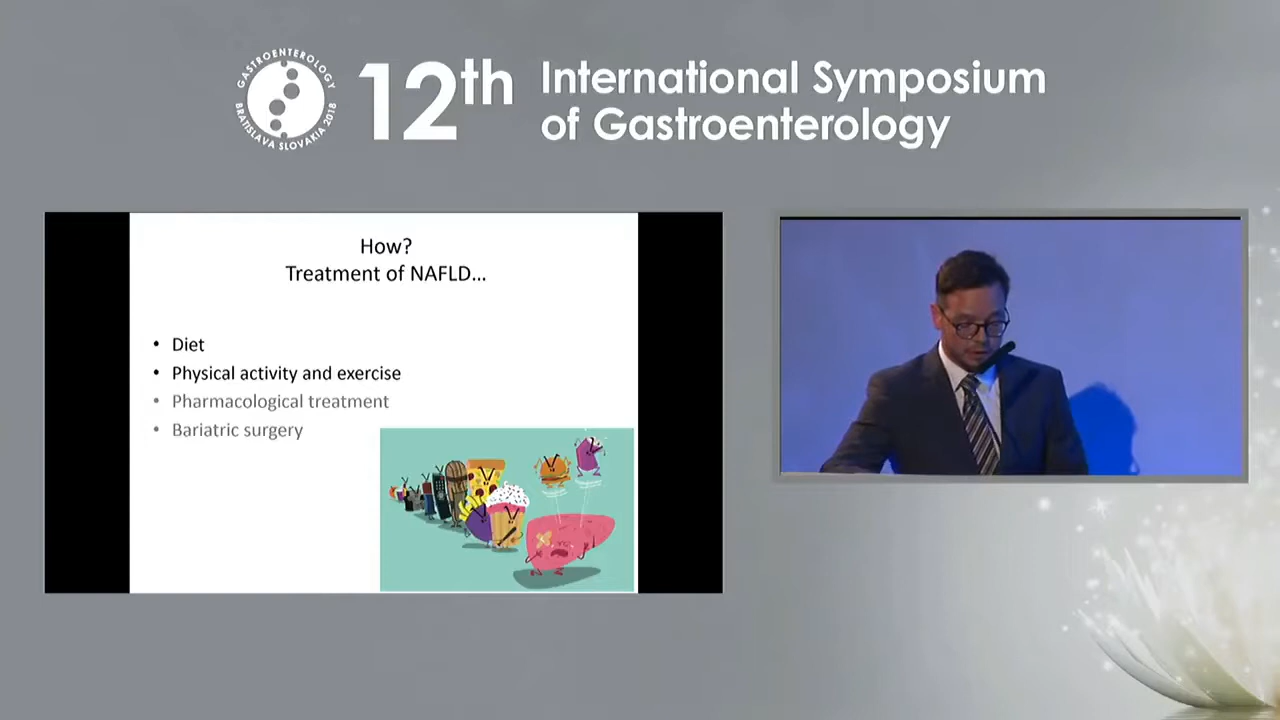 GASTROENTEROLOGY
BRATISLAVA SLOVAKIA 2018
12th
International Symposium
of Gastroenterology
How?
Treatment of NAFLD...
• Diet
• Physical activity and exercise
• Pharmacological treatment
• Bariatric surgery